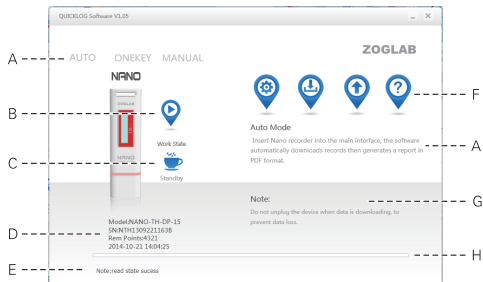 QUICKLOG Software V1.05
ZOGLAB
A
AUTO ONEKEY MANUAL
NANO
ZOGLAB
B
Work State
C
Standby
NANO
F
Auto Mode
Insert Nano recorder into the main interface, the software
automatically downloads records then generates a report in
PDF format.
A
Note:
G
Do not unplug the device when data is downloading, to
prevent data loss.
D
Model:NANO-TH-DP-15
SN:NTH1309221163B
Rem Points:4321
2014-10-21 14:04:25
H
E
Note:read state sucess